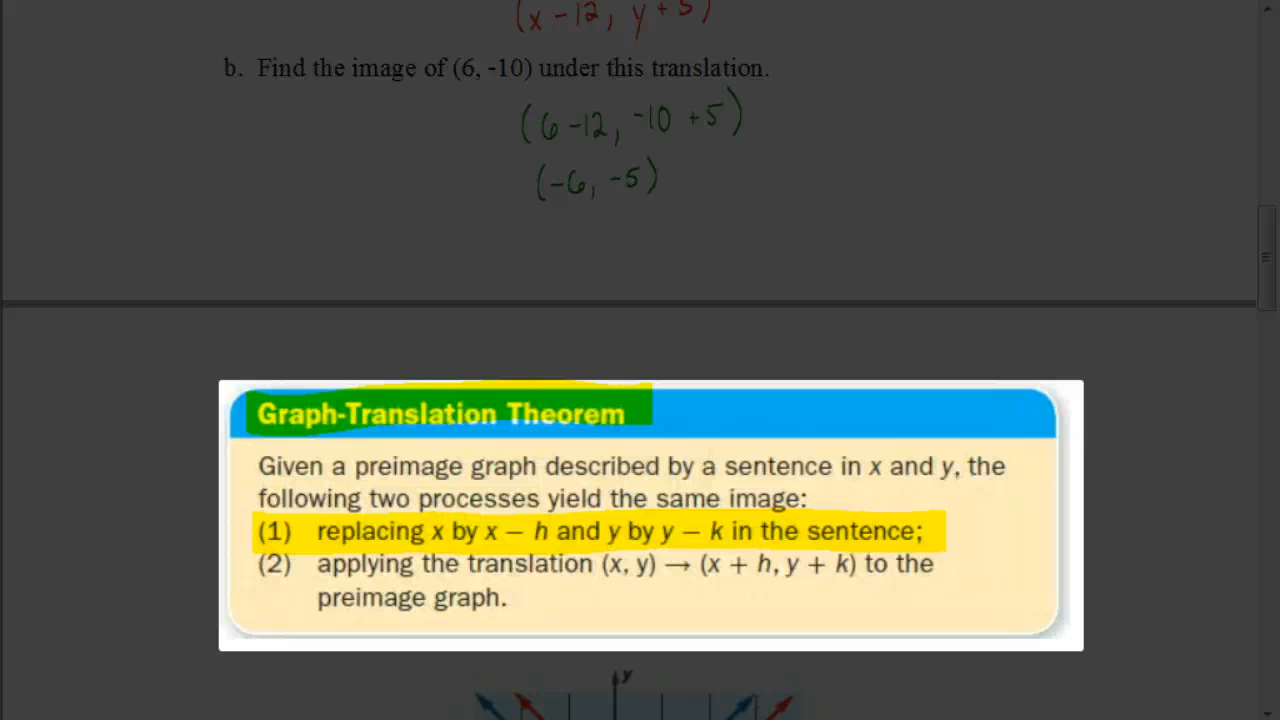 (x -12, y +5)
b. Find the image of (6, -10) under this translation.
(6 -12, -10 +5)
(-6, -5)
Graph-Translation Theorem
Given a preimage graph described by a sentence in x and y, the
following two processes yield the same image:
(1) replacing x by x − h and y by y − k in the sentence;
(2) applying the translation (x, y) → (x + h, y + k) to the
preimage graph.
y